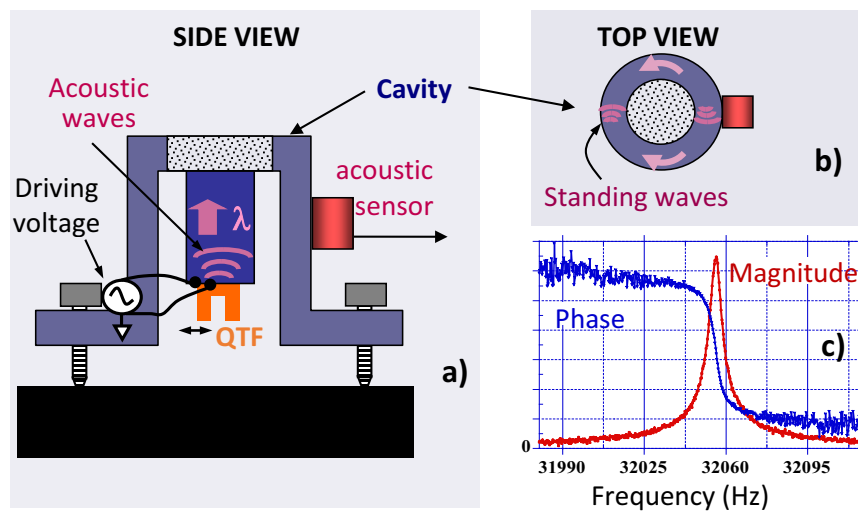 SIDE VIEW
Acoustic
waves
Cavity
Driving
voltage
λ
acoustic
sensor
QTF
a)
TOP VIEW
b)
Standing waves
Magnitude
Phase
c)
0
31990 32025 32060 32095
Frequency (Hz)